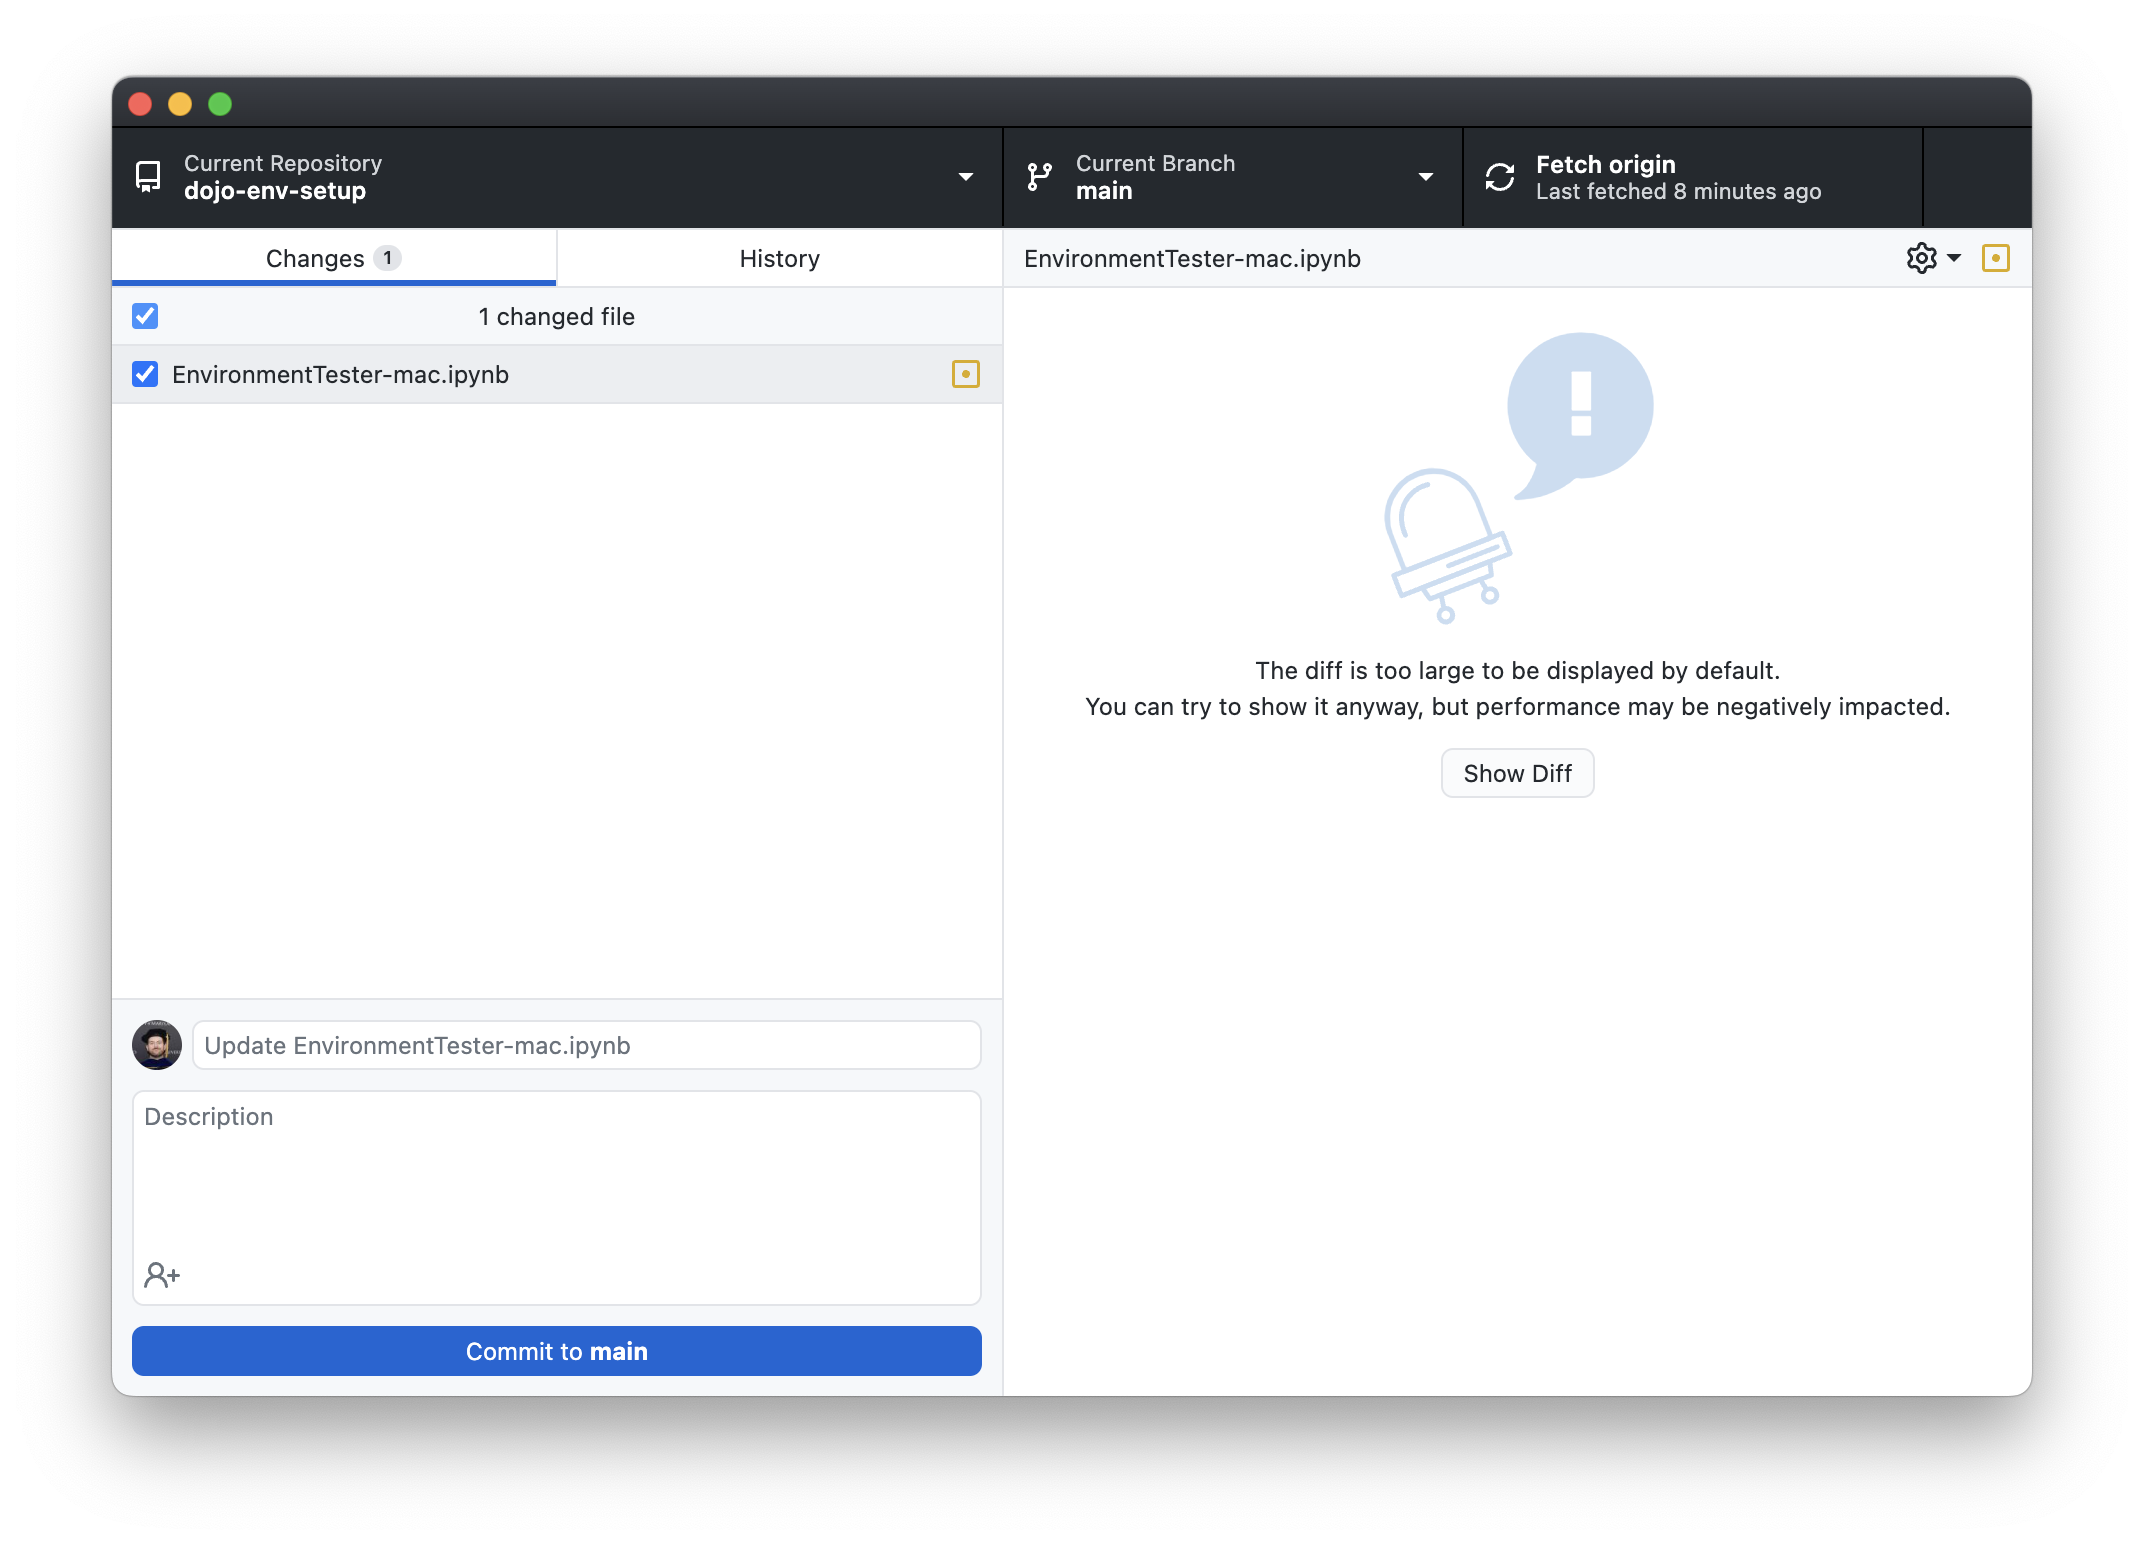 Current Repository
dojo-env-setup
Current Branch
main
Fetch origin
Last fetched 8 minutes ago
Changes 1
History
EnvironmentTester-mac.ipynb
1 changed file
EnvironmentTester-mac.ipynb
The diff is too large to be displayed by default.
You can try to show it anyway, but performance may be negatively impacted.
Show Diff
Update EnvironmentTester-mac.ipynb
Description
Commit to main